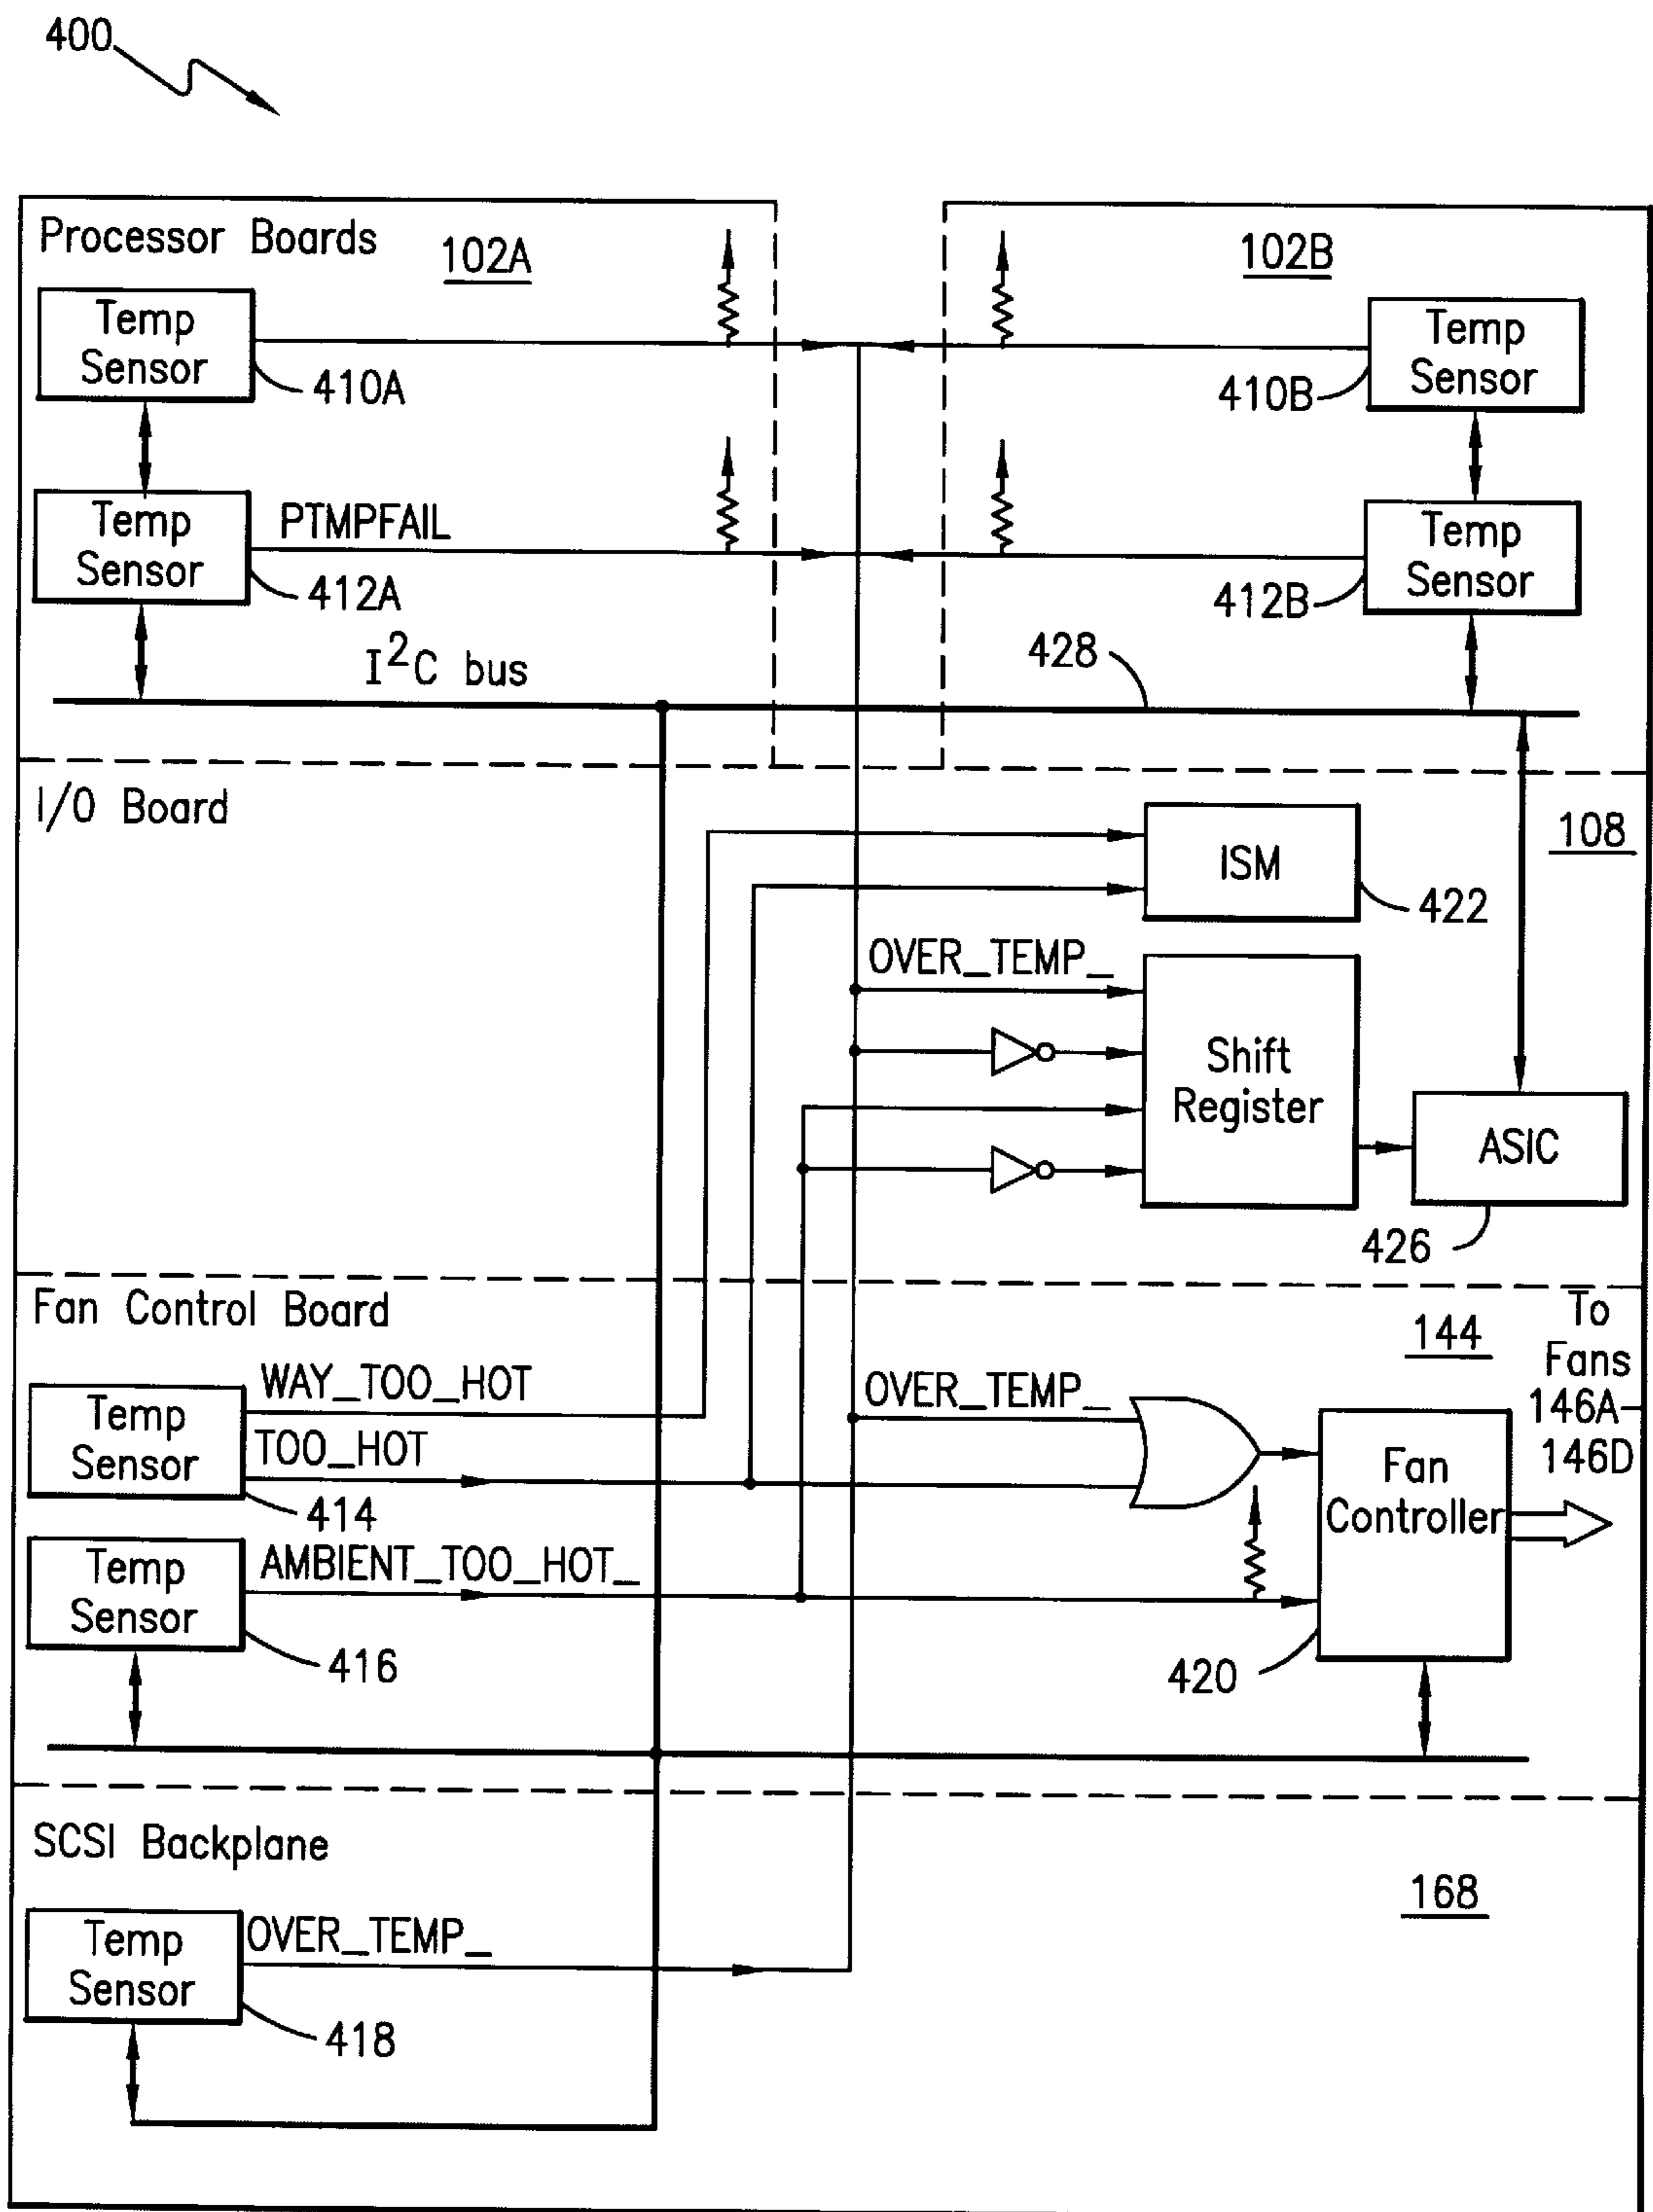 400
Processor Boards
102A
102B
Temp
Sensor
410A
Temp
Sensor
410B
Temp
Sensor
PTMPFAIL
412A
Temp
Sensor
412B
I²C bus
428
I/O Board
108
ISM
422
OVER_TEMP_
Shift
Register
ASIC
426
Fan Control Board
144
To
Fans
146A-
146D
Temp
Sensor
WAY_TOO_HOT
TOO_HOT
414
OVER_TEMP_
Fan
Controller
Temp
Sensor
AMBIENT_TOO_HOT_
416
420
SCSI Backplane
168
Temp
Sensor
OVER_TEMP_
418